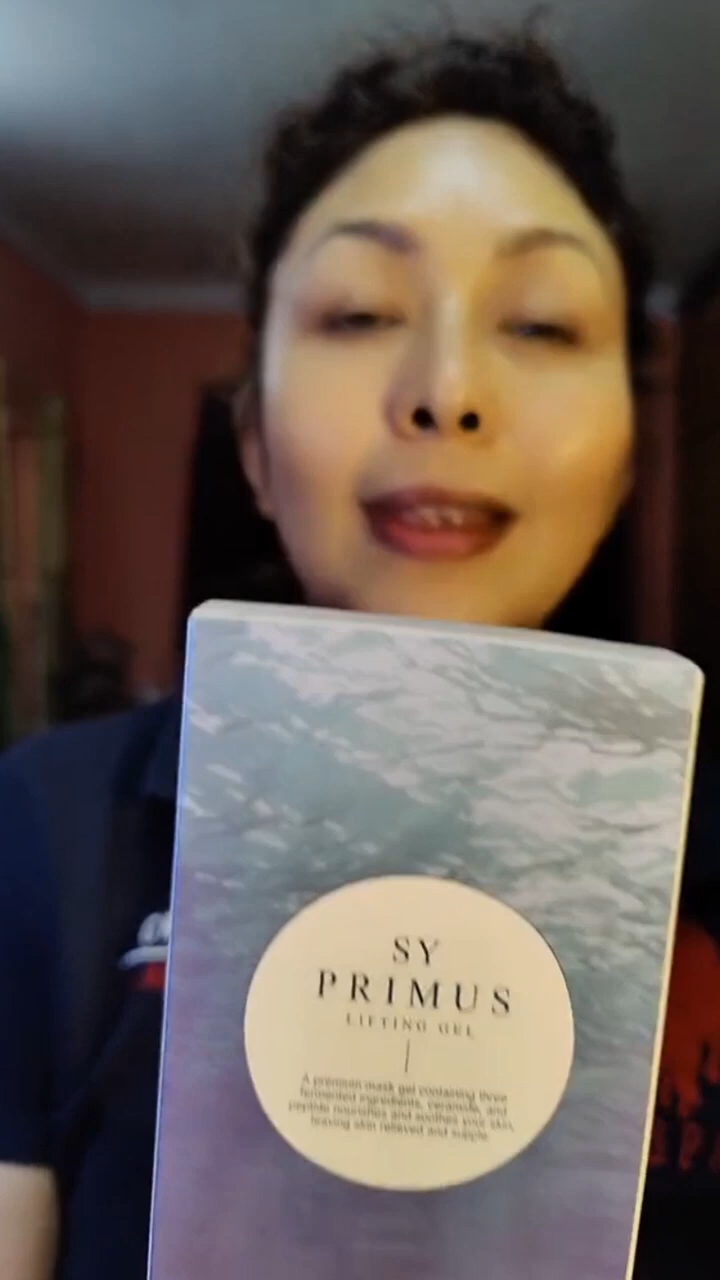 SY
PRIMUS
LIFTING GEL
A premium mask gel containing three
fermented ingredients, ceramide, and
peptide nourishes and soothes your skin,
leaving skin relieved and supple.